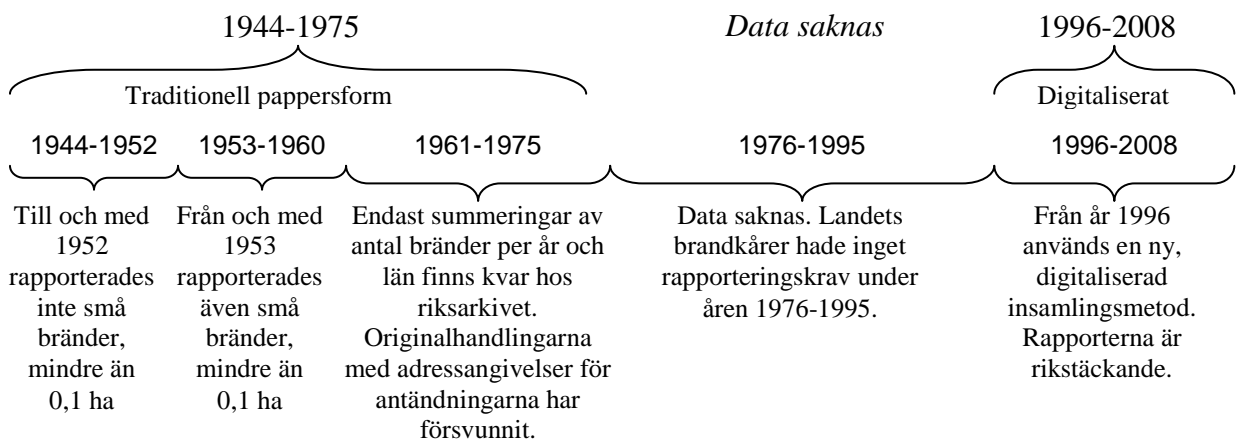 1944-1975
Data saknas
1996-2008
Traditionell pappersform
Digitaliserat
1944-1952
1953-1960
1961-1975
1976-1995
1996-2008
Till och med
1952
rapporterades
inte små
bränder,
mindre än
0,1 ha
Från och med
1953
rapporterades
även små
bränder,
mindre än
0,1 ha
Endast summeringar av
antal bränder per år och
län finns kvar hos
riksarkivet.
Originalhandlingarna
med adressangivelser för
antändningarna har
försvunnit.
Data saknas. Landets
brandkårer hade inget
rapporteringskrav under
åren 1976-1995.
Från år 1996
används en ny,
digitaliserad
insamlingsmetod.
Rapporterna är
rikstäckande.